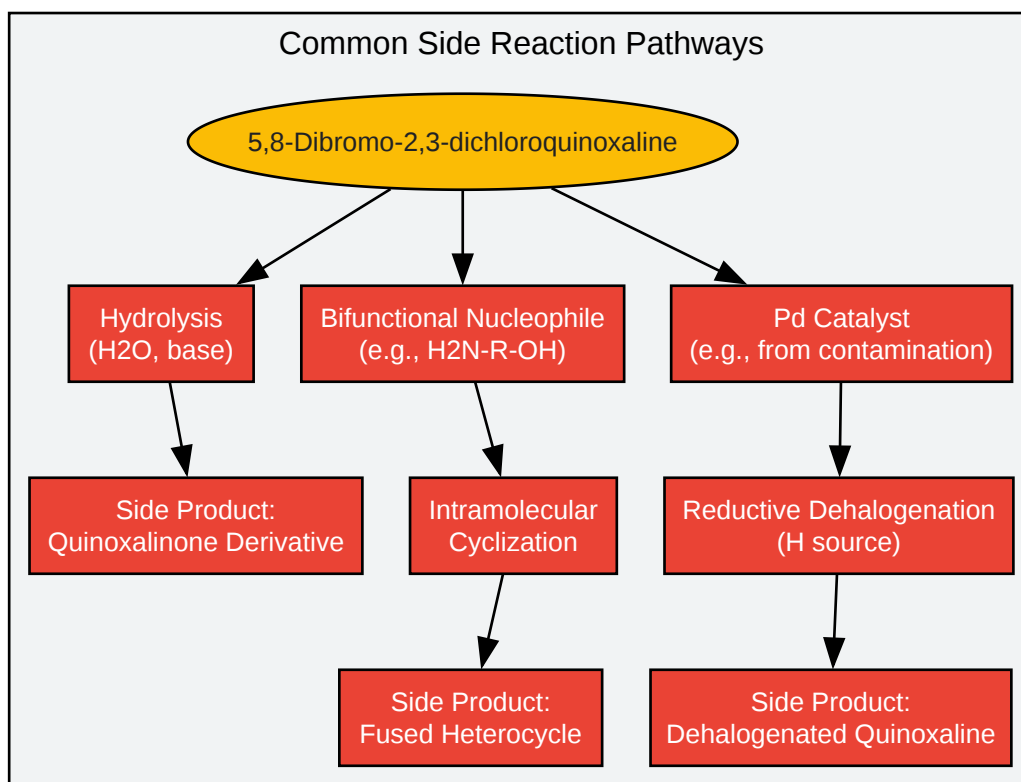 Common Side Reaction Pathways
5,8-Dibromo-2,3-dichloroquinoxaline
Hydrolysis
(H2O, base)
Bifunctional Nucleophile
(e.g., H2N-R-OH)
Pd Catalyst
(e.g., from contamination)
Side Product:
Quinoxalinone Derivative
Intramolecular
Cyclization
Reductive Dehalogenation
(H source)
Side Product:
Fused Heterocycle
Side Product:
Dehalogenated Quinoxaline